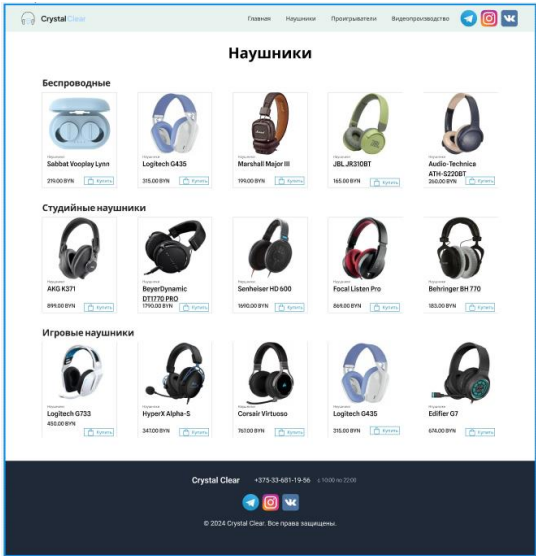 Crystal Clear
Главная Наушники Проигрыватели Видеопроизводство
Наушники
Беспроводные
Наушники Наушники Наушники Наушники Наушники
Sabbat Vooplay Lynn Logitech G435 Marshall Major III JBL JR310BT Audio-Technica
ATH-S220BT
219.00 BYN Купить 315.00 BYN Купить 199.00 BYN Купить 165.00 BYN Купить 260.00 BYN Купить
Студийные наушники
Наушники Наушники Наушники Наушники Наушники
AKG K371 BeyerDynamic Senheiser HD 600 Focal Listen Pro Behringer BH 770
DT1770 PRO
899.00 BYN Купить 1790.00 BYN Купить 1690.00 BYN Купить 869.00 BYN Купить 183.00 BYN Купить
Игровые наушники
Наушники Наушники Наушники Наушники Наушники
Logitech G733 HyperX Alpha-S Corsair Virtuoso Logitech G435 Edifier G7
450.00 BYN Купить 347.00 BYN Купить 767.00 BYN Купить 315.00 BYN Купить 674.00 BYN Купить
Crystal Clear +375-33-681-19-56 с 10:00 по 22:00
© 2024 Crystal Clear. Все права защищены.